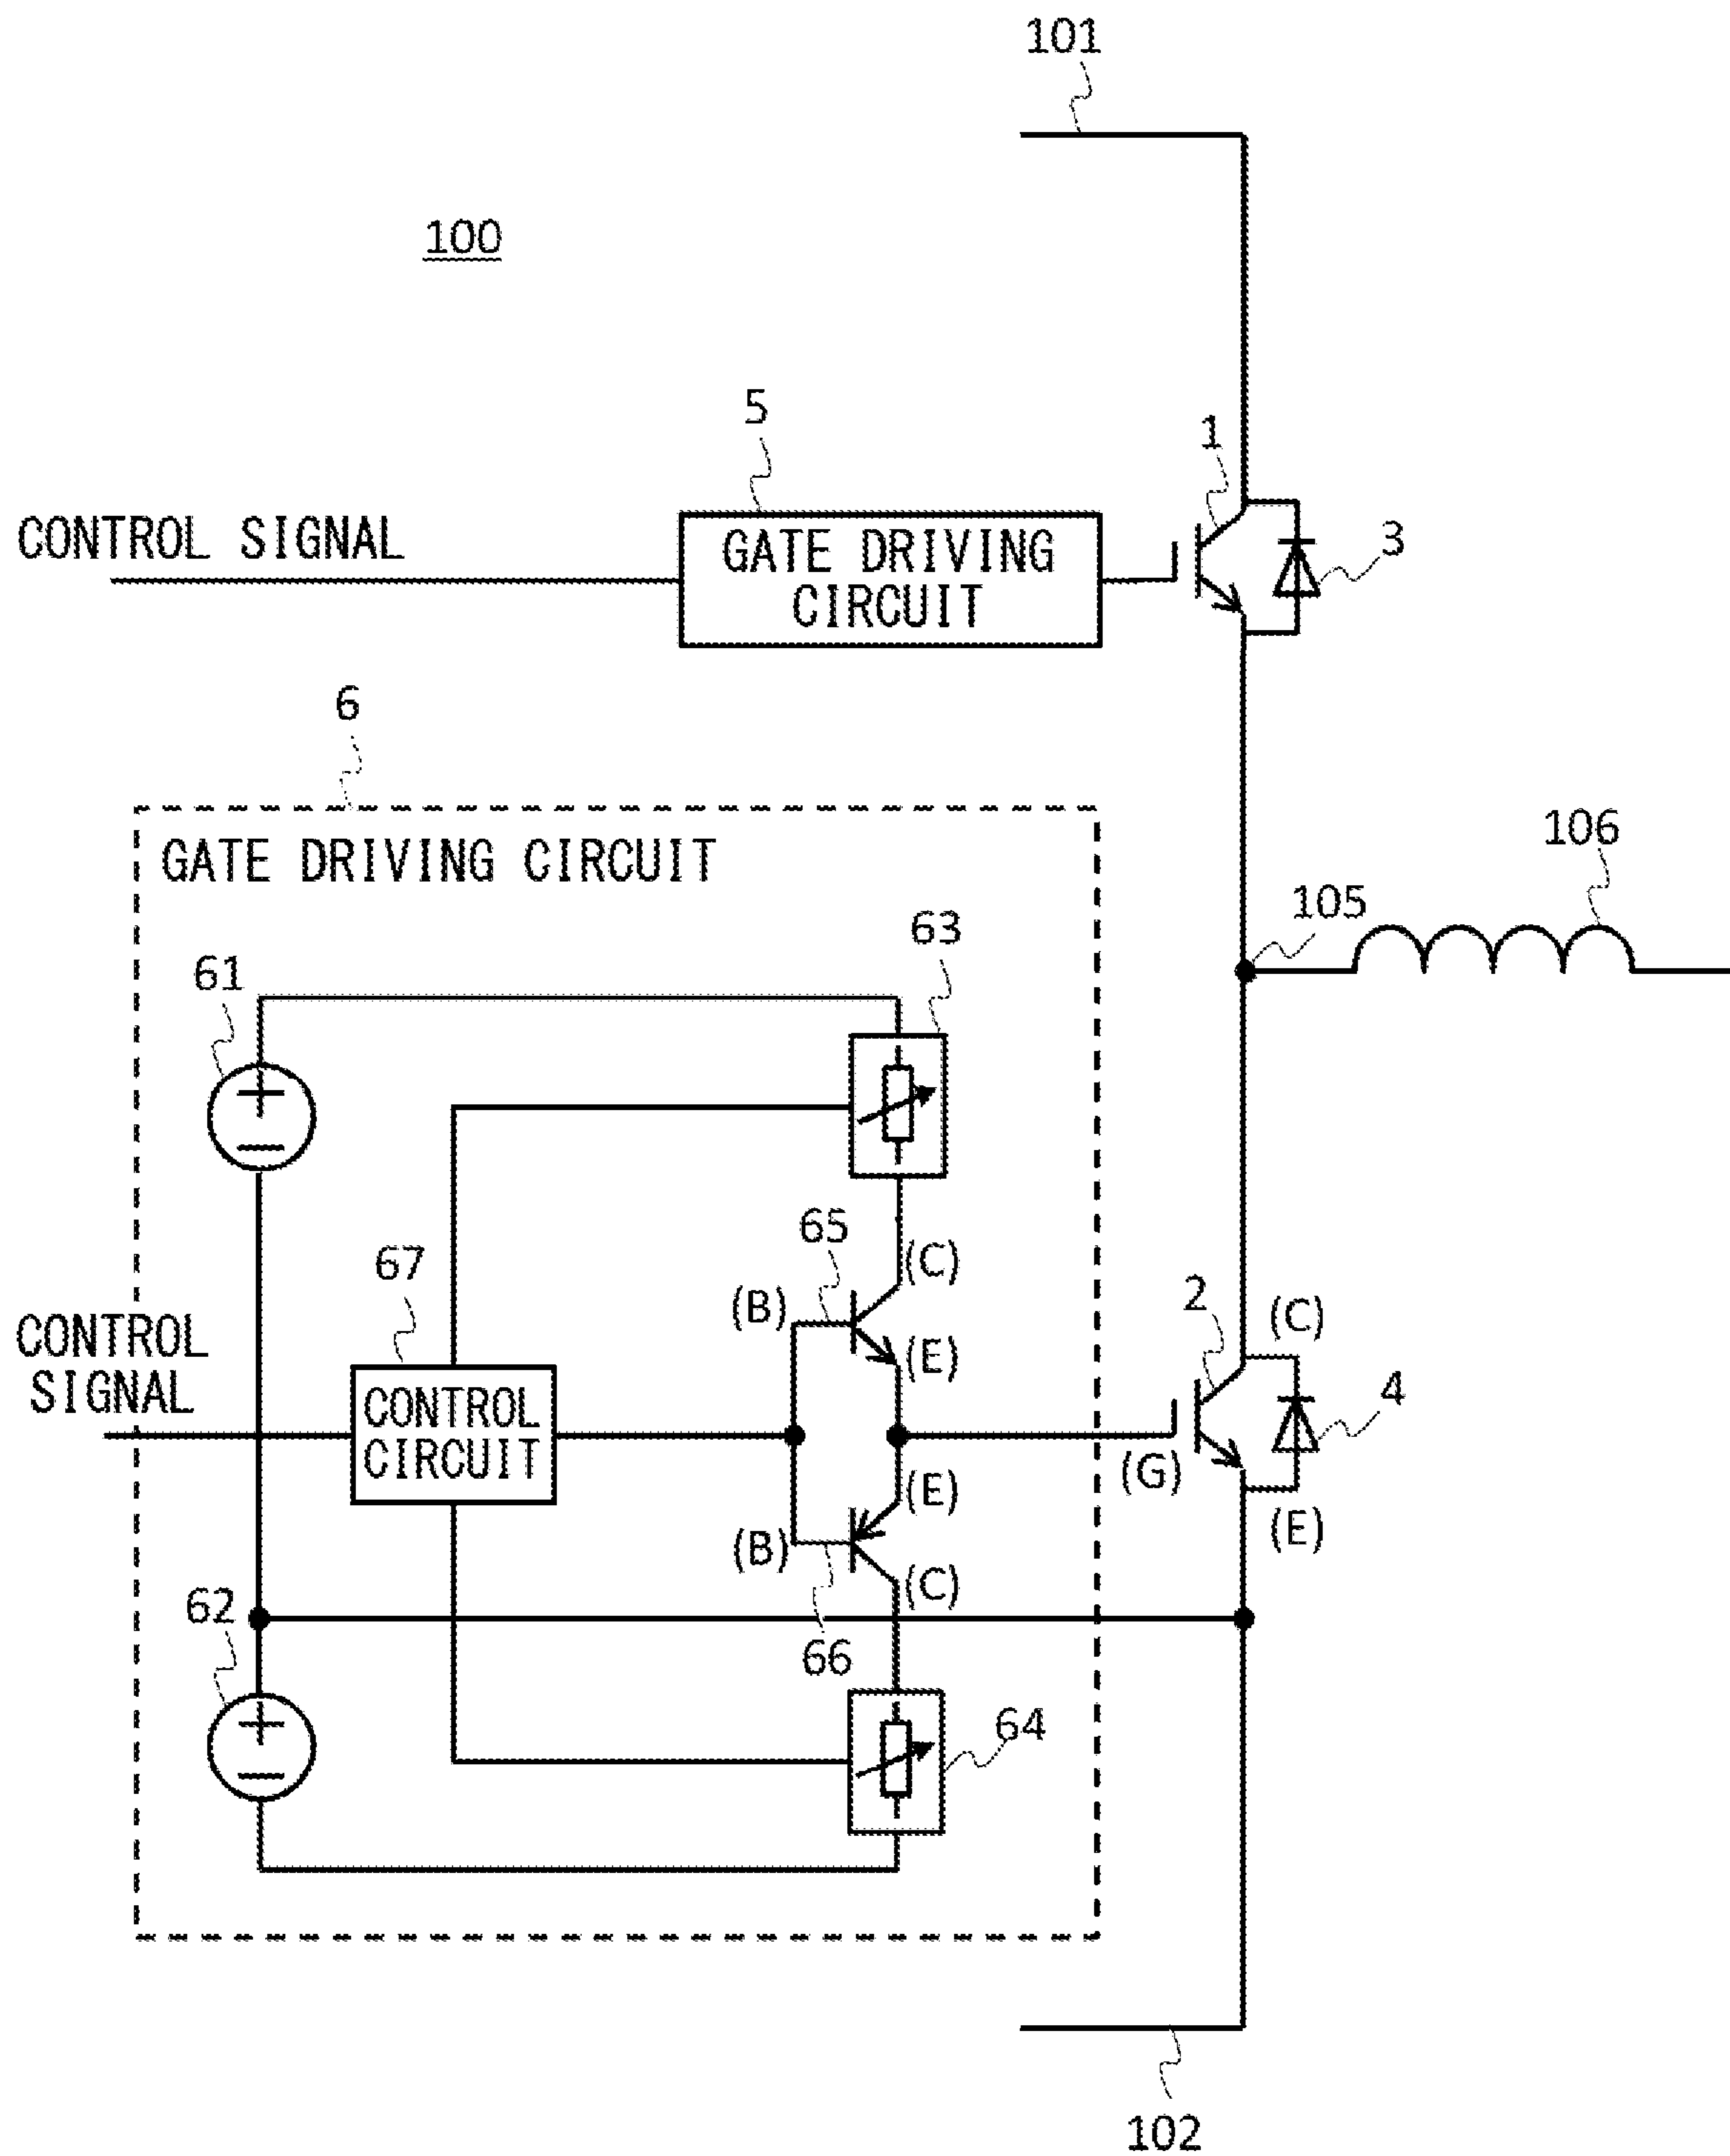 101
100
5
1
CONTROL SIGNAL
GATE DRIVING
CIRCUIT
3
6
GATE DRIVING CIRCUIT
106
105
63
61
65
(C)
67
(B)
2
(C)
CONTROL
SIGNAL
(E)
4
CONTROL
CIRCUIT
(G)
(E)
(E)
(B)
(C)
62
66
64
102
+
−
+
−